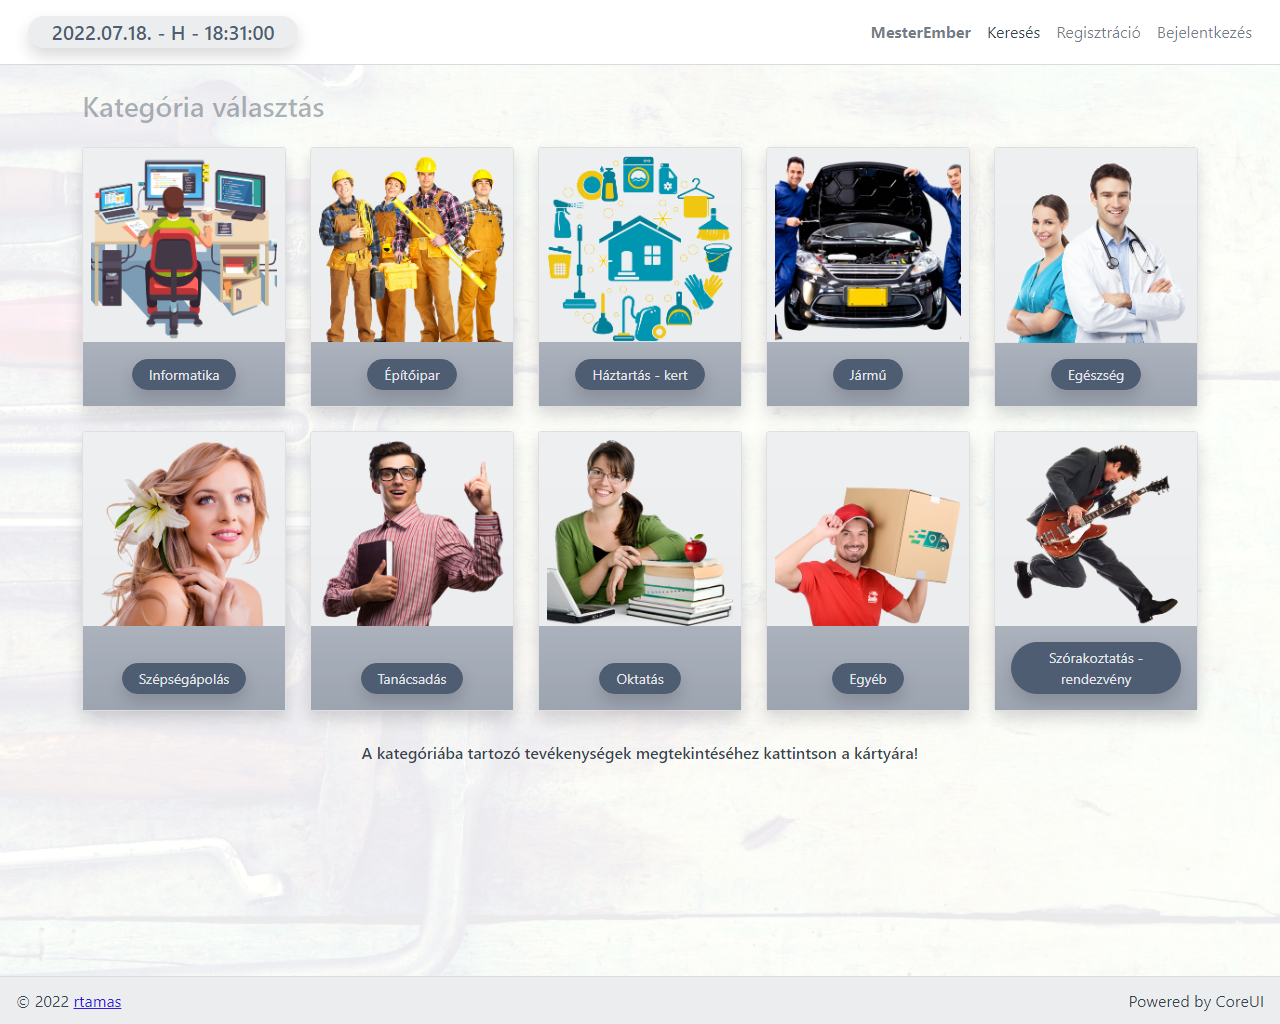 2022.07.18. - H - 18:31:00
MesterEmber Keresés Regisztráció Bejelentkezés
Kategória választás
Informatika
Építőipar
Háztartás - kert
Jármű
Egészség
Szépségápolás
Tanácsadás
Oktatás
Egyéb
Szórakoztatás -
rendezvény
A kategóriába tartozó tevékenységek megtekintéséhez kattintson a kártyára!
© 2022 rtamas
Powered by CoreUI